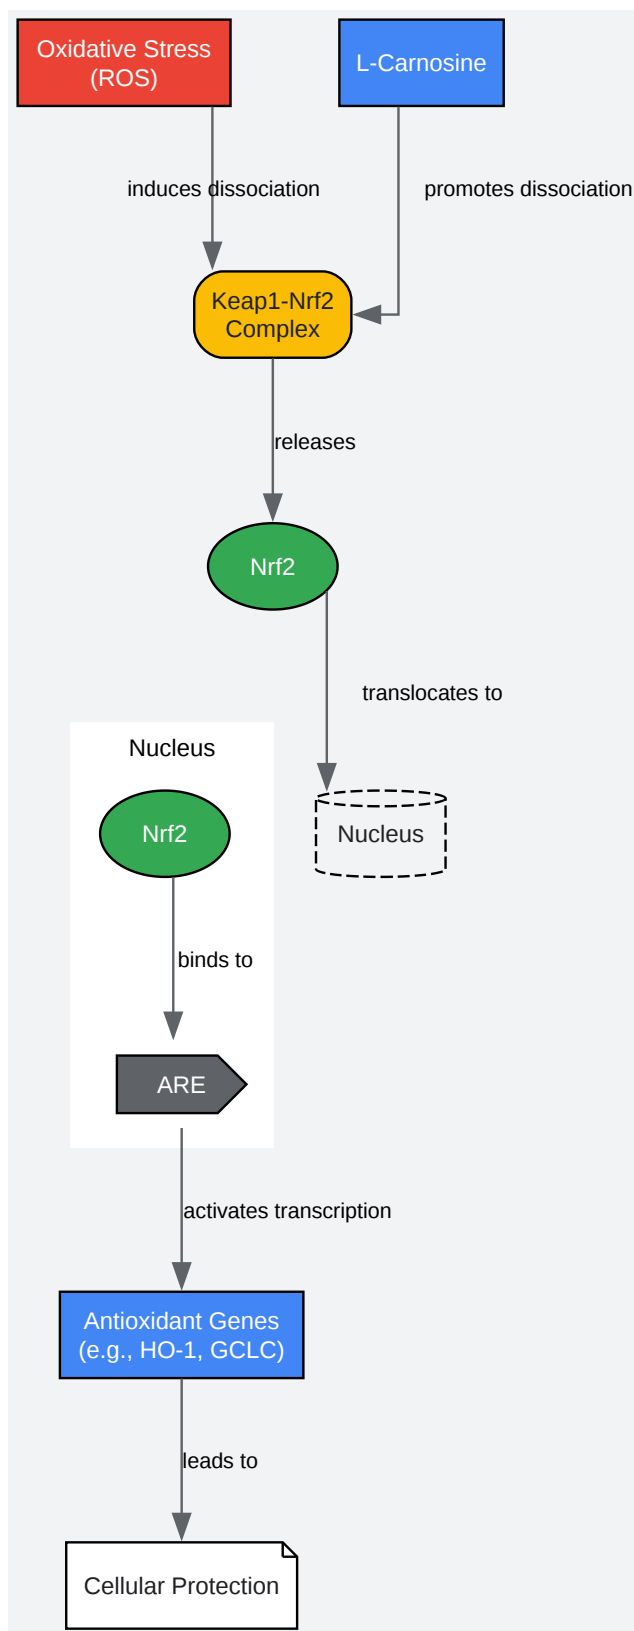 Oxidative Stress
(ROS)
L-Carnosine
induces dissociation
promotes dissociation
Keap1-Nrf2
Complex
releases
Nrf2
translocates to
Nucleus
Nrf2
Nucleus
binds to
ARE
activates transcription
Antioxidant Genes
(e.g., HO-1, GCLC)
leads to
Cellular Protection